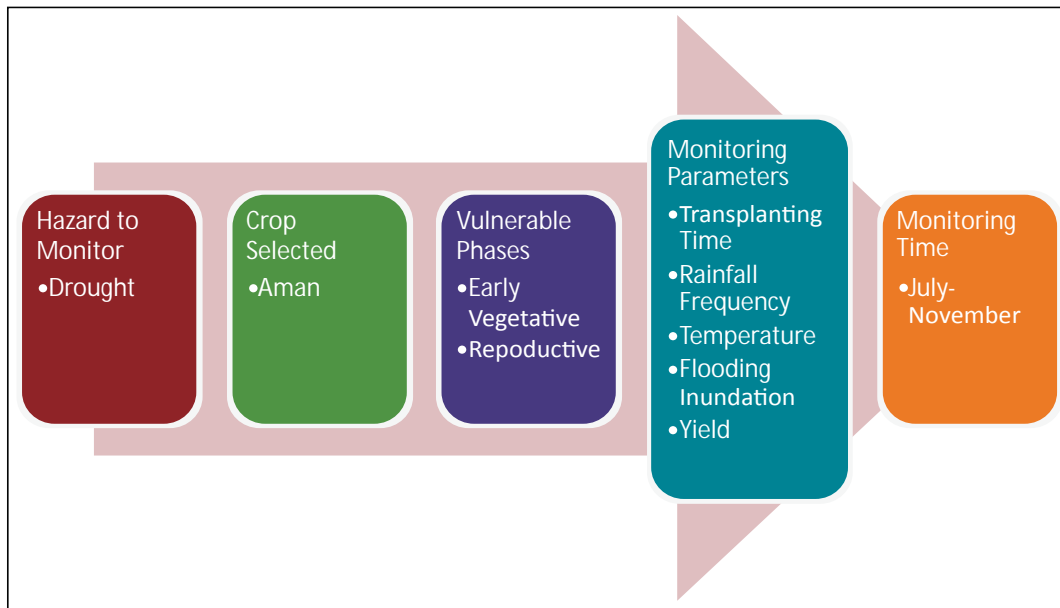 Hazard to
Monitor
•Drought
Crop
Selected
•Aman
Vulnerable
Phases
•Early
Vegetative
•Repoductive
Monitoring
Parameters
•Transplanting
Time
•Rainfall
Frequency
•Temperature
•Flooding
Inundation
•Yield
Monitoring
Time
•July-
November